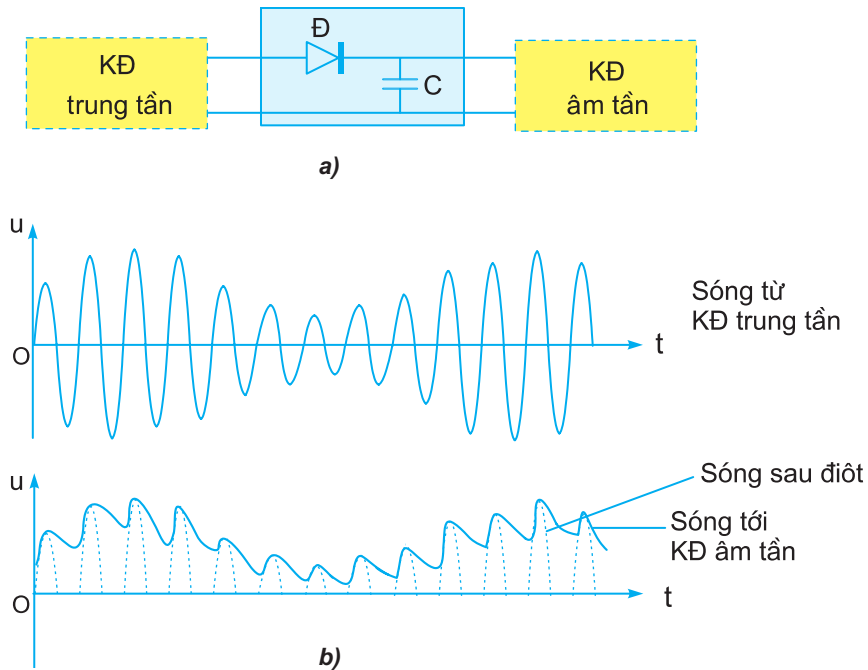 KĐ
trung tần
Đ
C
KĐ
âm tần
a)
u
O
t
Sóng từ
KĐ trung tần
u
O
t
Sóng sau điôt
Sóng tới
KĐ âm tần
b)